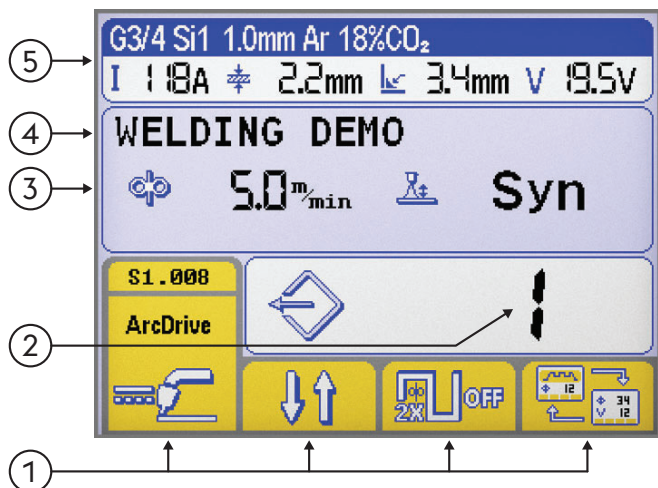 G3/4 Si1 1.0mm Ar 18%CO₂
5
I 118A 2.2mm 3.4mm V 19.5V
4
WELDING DEMO
3
5.0 m/min Syn
S1.008
ArcDrive
1
2
2X OFF
12
34
V 12
1